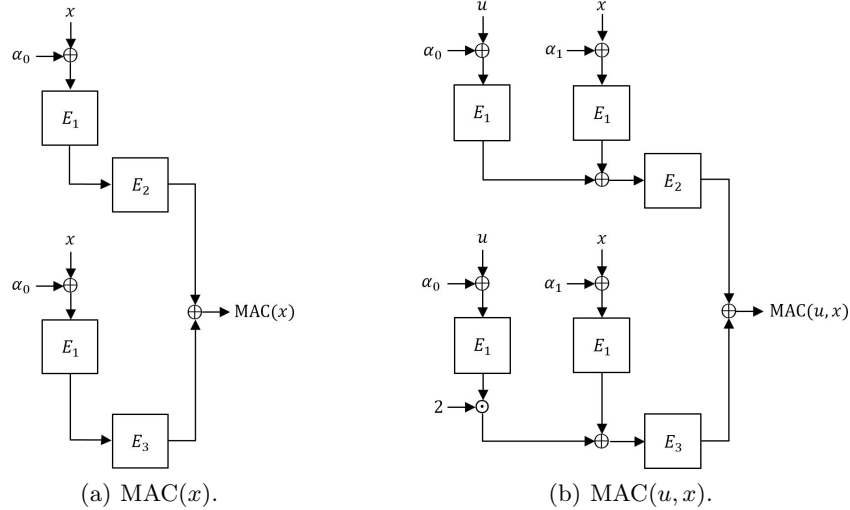 x
α₀
E₁
E₂
x
α₀
MAC(x)
E₁
E₃
(a) MAC(x).
u x
α₀ α₁
E₁ E₁
E₂
u x
α₀ α₁
MAC(u, x)
E₁ E₁
2
E₃
(b) MAC(u, x).